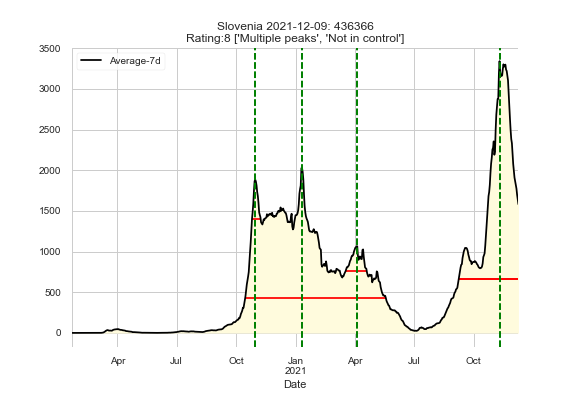 Slovenia 2021-12-09: 436366
Rating:8 ['Multiple peaks', 'Not in control']
Average-7d
3500
3000
2500
2000
1500
1000
500
0
Apr Jul Oct Jan Apr Jul Oct
2021
Date